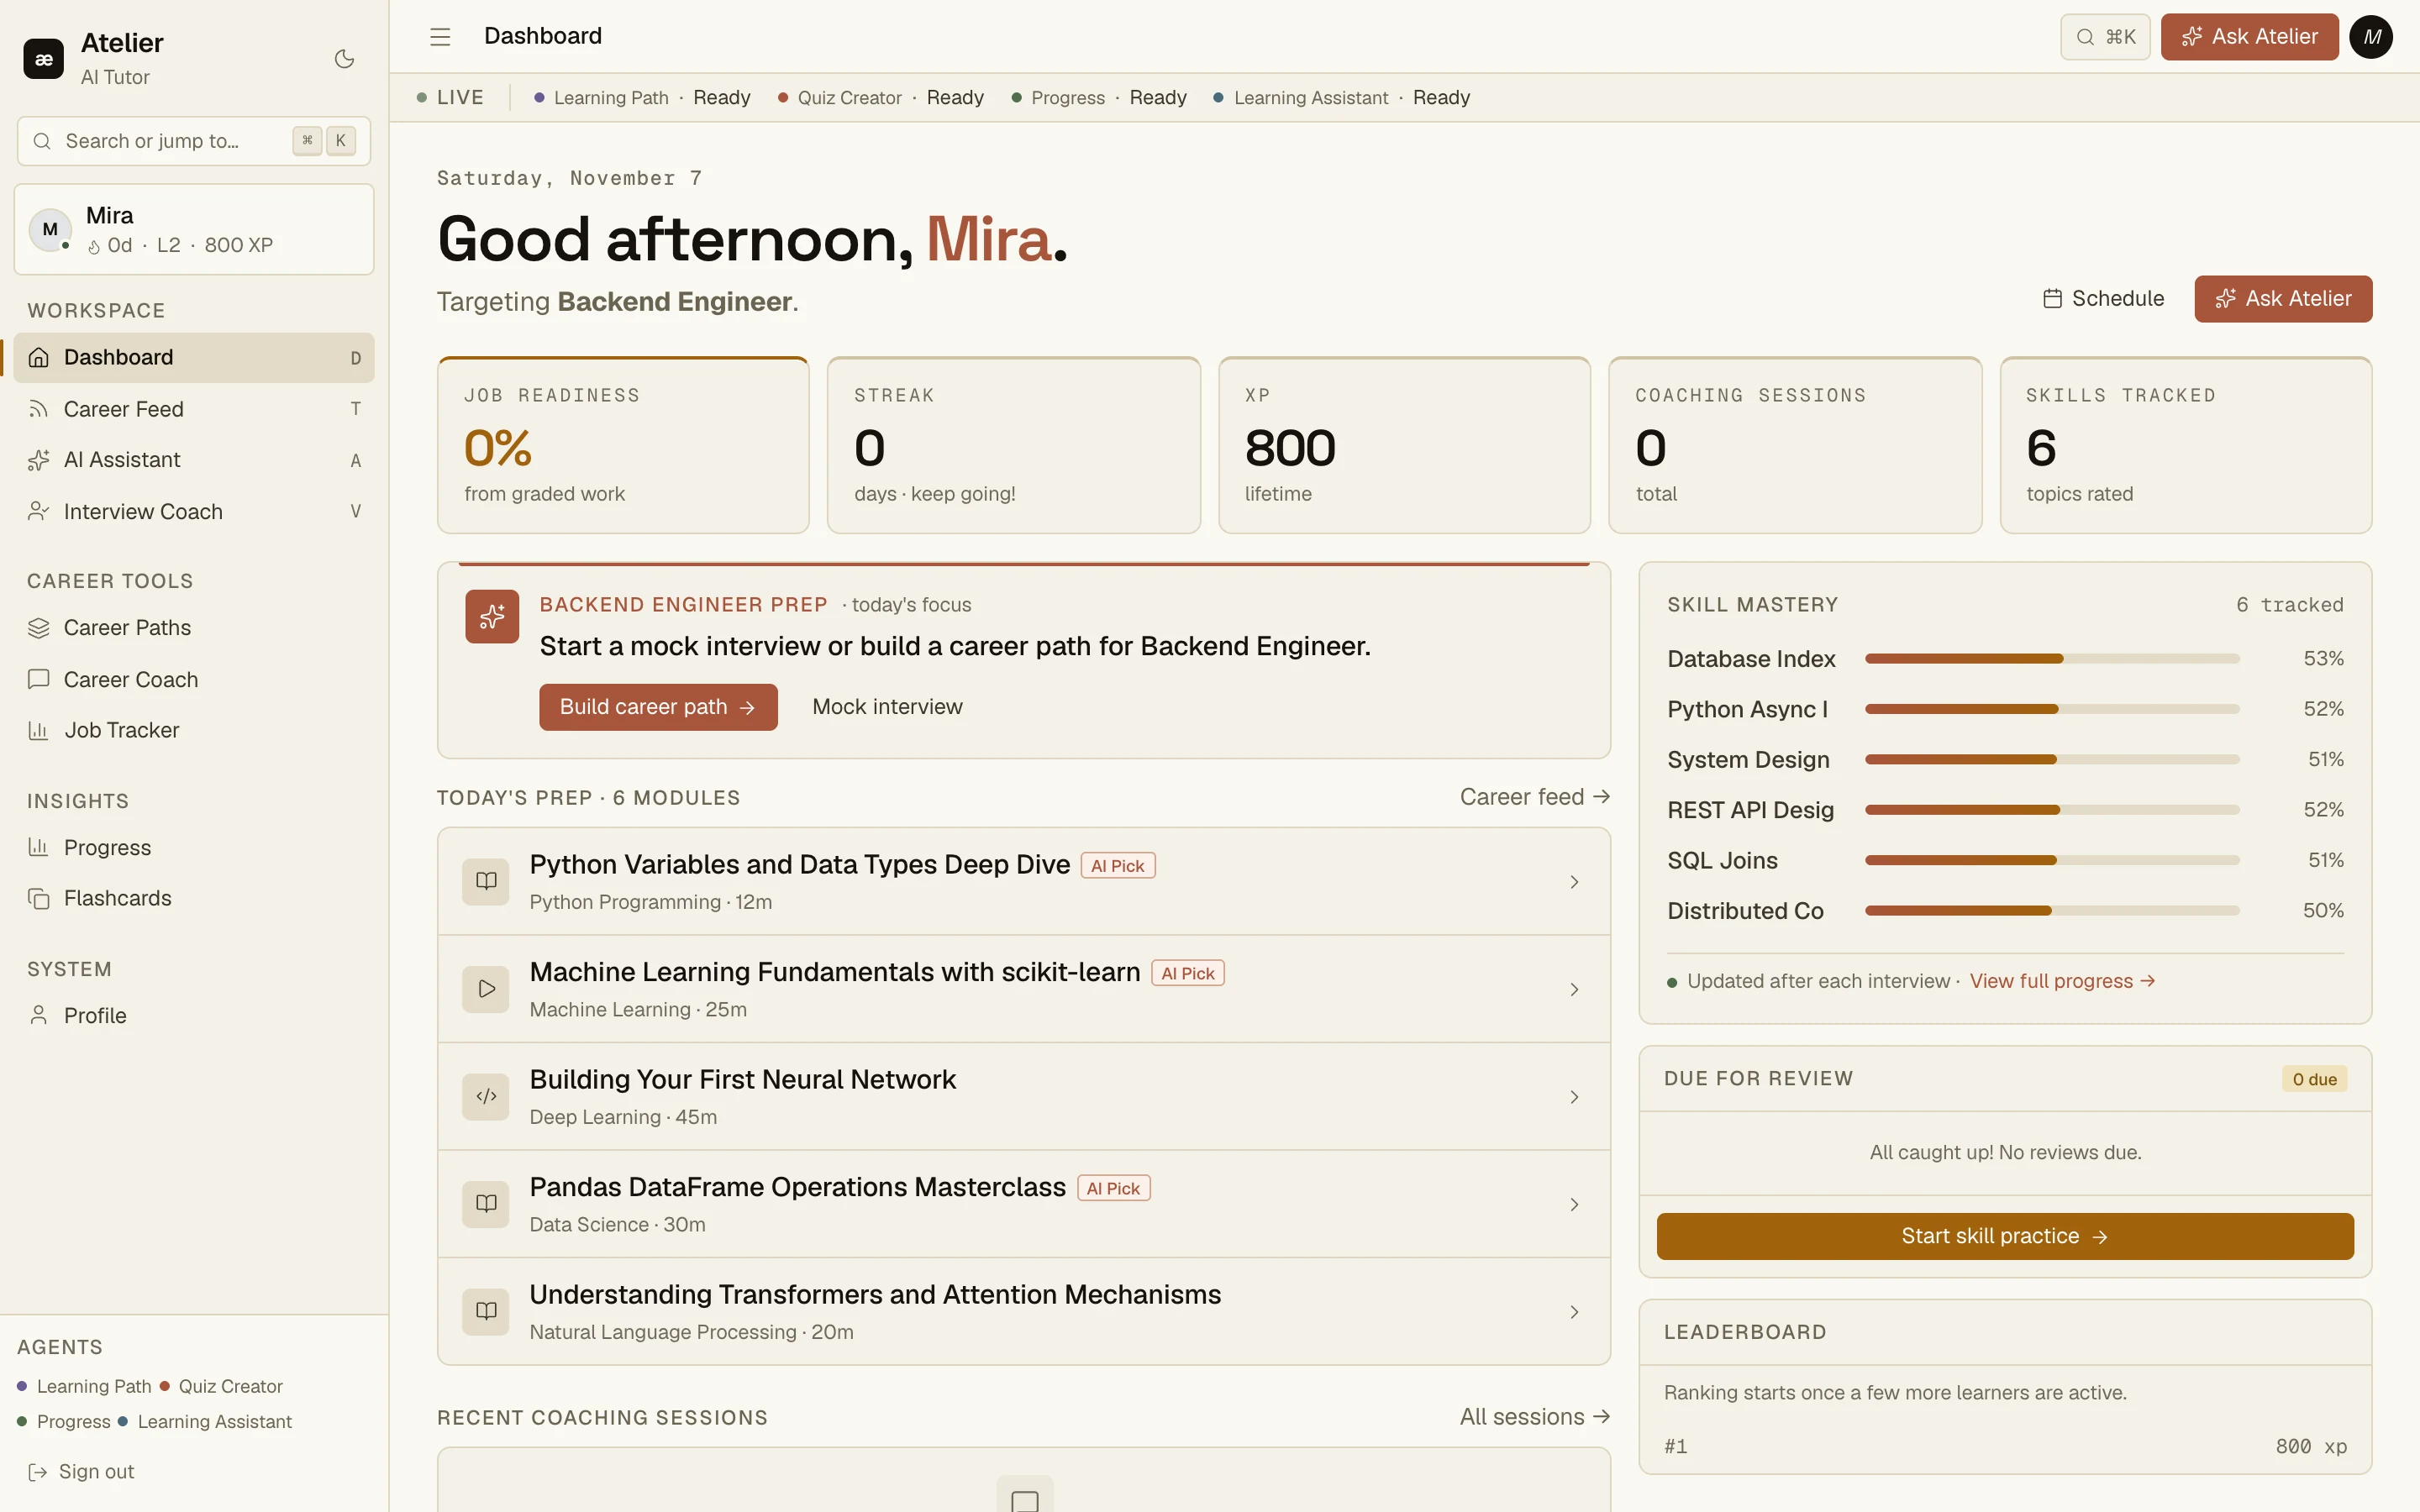 æ
Atelier
AI Tutor
Search or jump to...
⌘ K
M
Mira
0d · L2 · 800 XP
WORKSPACE
Dashboard D
Career Feed T
AI Assistant A
Interview Coach V
CAREER TOOLS
Career Paths
Career Coach
Job Tracker
INSIGHTS
Progress
Flashcards
SYSTEM
Profile
AGENTS
Learning Path Quiz Creator
Progress Learning Assistant
Sign out
Dashboard
⌘K
Ask Atelier
M
LIVE Learning Path · Ready Quiz Creator · Ready Progress · Ready Learning Assistant · Ready
Saturday, November 7
Good afternoon, Mira.
Targeting Backend Engineer.
Schedule
Ask Atelier
JOB READINESS
0%
from graded work
STREAK
0
days · keep going!
XP
800
lifetime
COACHING SESSIONS
0
total
SKILLS TRACKED
6
topics rated
BACKEND ENGINEER PREP · today's focus
Start a mock interview or build a career path for Backend Engineer.
Build career path →
Mock interview
TODAY'S PREP · 6 MODULES
Career feed →
Python Variables and Data Types Deep Dive AI Pick
Python Programming · 12m
Machine Learning Fundamentals with scikit-learn AI Pick
Machine Learning · 25m
Building Your First Neural Network
Deep Learning · 45m
Pandas DataFrame Operations Masterclass AI Pick
Data Science · 30m
Understanding Transformers and Attention Mechanisms
Natural Language Processing · 20m
RECENT COACHING SESSIONS
All sessions →
SKILL MASTERY 6 tracked
Database Index 53%
Python Async I 52%
System Design 51%
REST API Desig 52%
SQL Joins 51%
Distributed Co 50%
Updated after each interview · View full progress →
DUE FOR REVIEW 0 due
All caught up! No reviews due.
Start skill practice →
LEADERBOARD
Ranking starts once a few more learners are active.
#1 800 xp